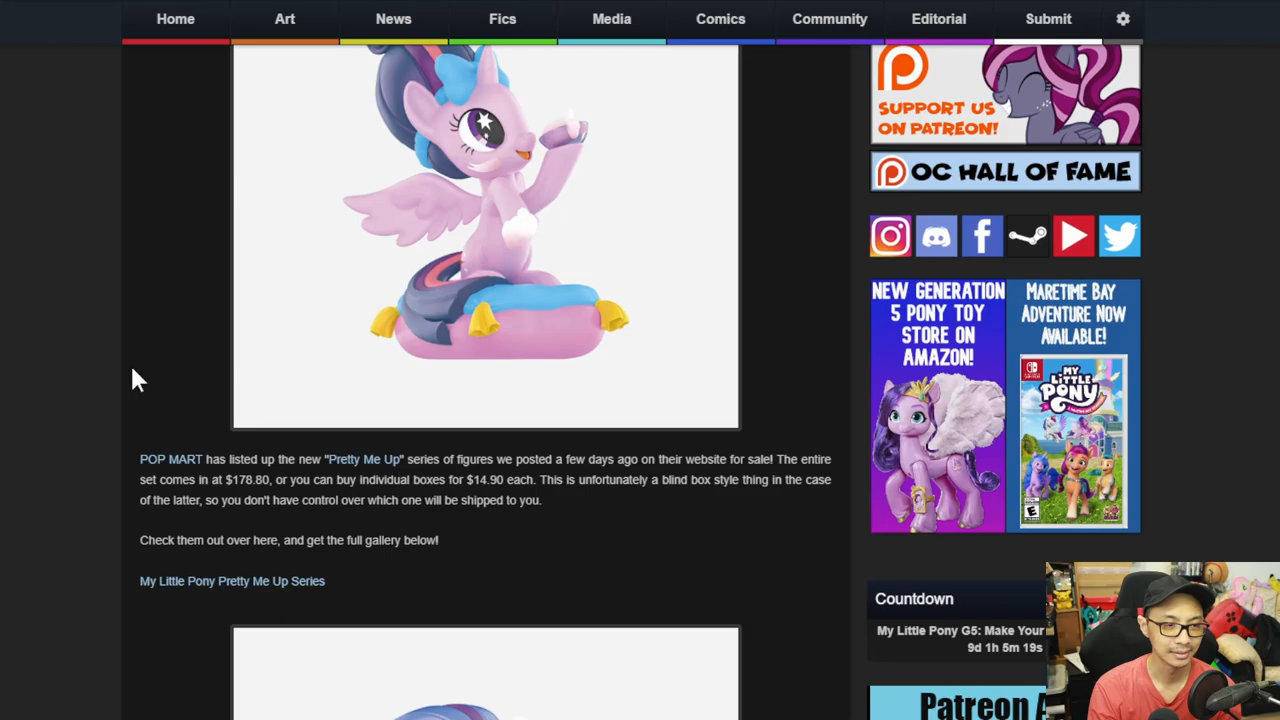 Home Art News Fics Media Comics Community Editorial Submit
SUPPORT US
ON PATREON!
OC HALL OF FAME
NEW GENERATION
5 PONY TOY
STORE ON
AMAZON!
MARETIME BAY
ADVENTURE NOW
AVAILABLE!
MY LITTLE
PONY
E
POP MART has listed up the new "Pretty Me Up" series of figures we posted a few days ago on their website for sale! The entire
set comes in at $178.80, or you can buy individual boxes for $14.90 each. This is unfortunately a blind box style thing in the case
of the latter, so you don't have control over which one will be shipped to you.
Check them out over here, and get the full gallery below!
My Little Pony Pretty Me Up Series
Countdown
My Little Pony G5: Make Your
9d 1h 5m 19s
Patreon A